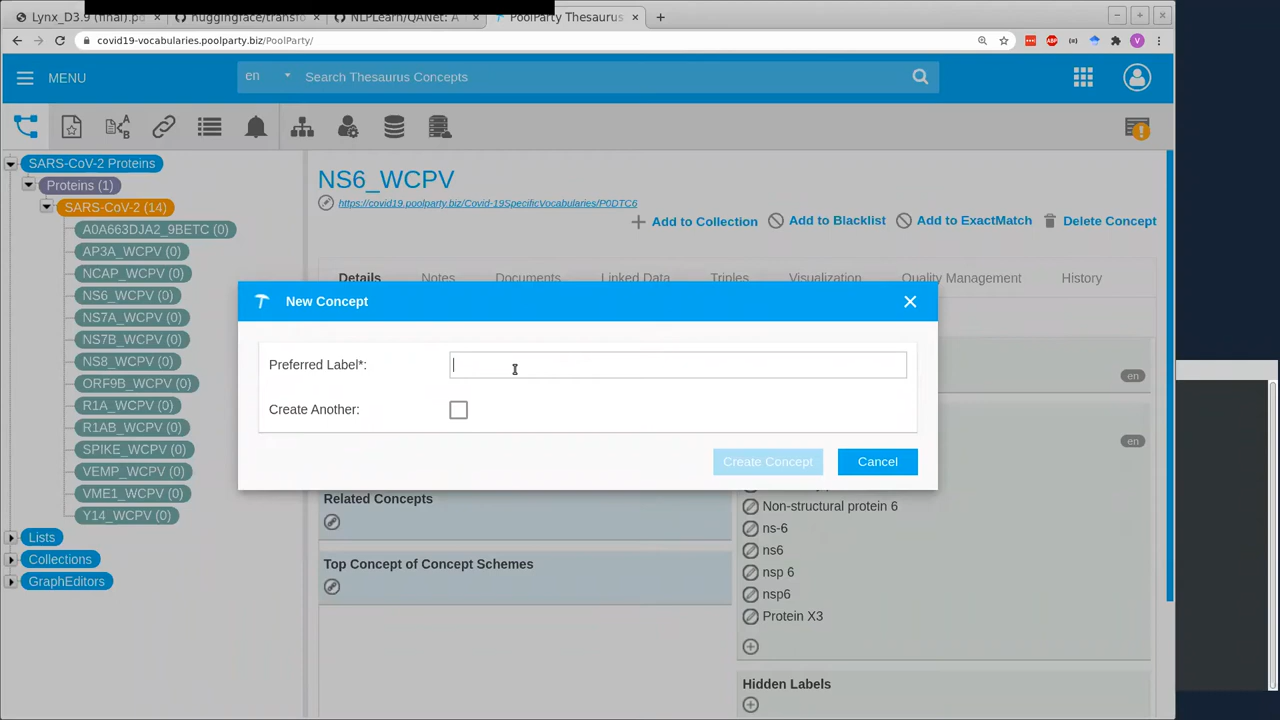 Lynx_D3.9 (final).p
huggingface/transfo
NLPLearn/QANet: A
PoolParty Thesaurus
covid19-vocabularies.poolparty.biz/PoolParty/
ABP
V
MENU
en
Search Thesaurus Concepts
SARS-CoV-2 Proteins
Proteins (1)
SARS-CoV-2 (14)
A0A663DJA2_9BETC (0)
AP3A_WCPV (0)
NCAP_WCPV (0)
NS6_WCPV (0)
NS7A_WCPV (0)
NS7B_WCPV (0)
NS8_WCPV (0)
ORF9B_WCPV (0)
R1A_WCPV (0)
R1AB_WCPV (0)
SPIKE_WCPV (0)
VEMP_WCPV (0)
VME1_WCPV (0)
Y14_WCPV (0)
Lists
Collections
GraphEditors
NS6_WCPV
https://covid19.poolparty.biz/Covid-19SpecificVocabularies/P0DTC6
Add to Collection
Add to Blacklist
Add to ExactMatch
Delete Concept
Details
Notes
Documents
Linked Data
Triples
Visualization
Quality Management
History
New Concept
Preferred Label*:
Create Another:
Create Concept
Cancel
en
en
Related Concepts
Top Concept of Concept Schemes
Non-structural protein 6
ns-6
ns6
nsp 6
nsp6
Protein X3
Hidden Labels